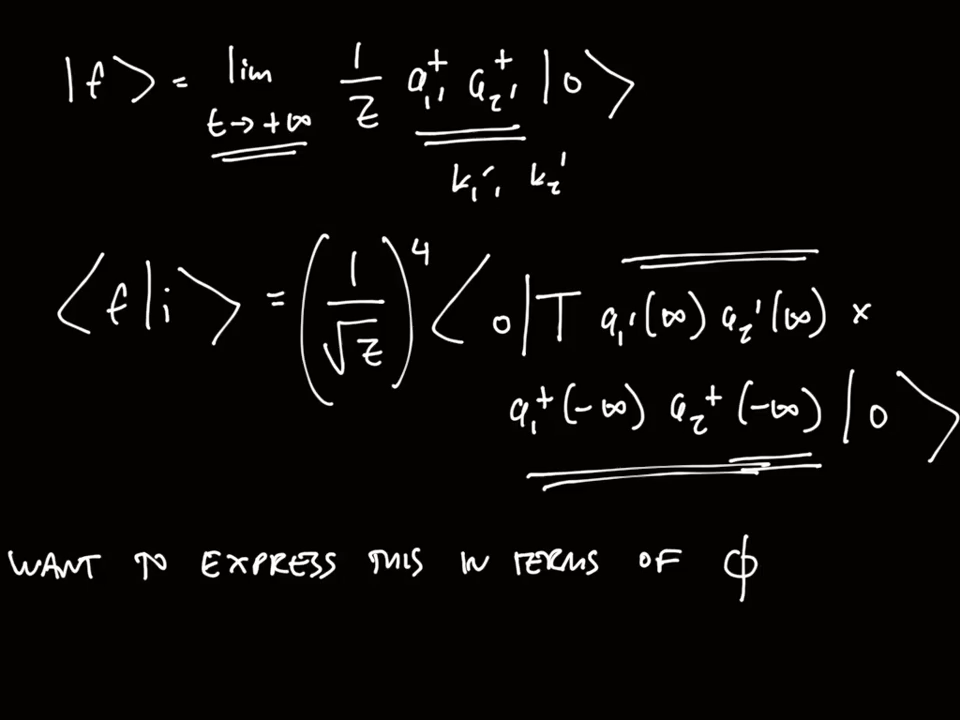 |f⟩ = lim t→+∞ 1/Z a₁'⁺ a₂'⁺ |0⟩
k₁', k₂'
⟨f|i⟩ = (1/√Z)⁴ ⟨0|T a₁'(∞) a₂'(∞) ×
a₁⁺(-∞) a₂⁺(-∞) |0⟩
WANT TO EXPRESS THIS IN TERMS OF ϕ